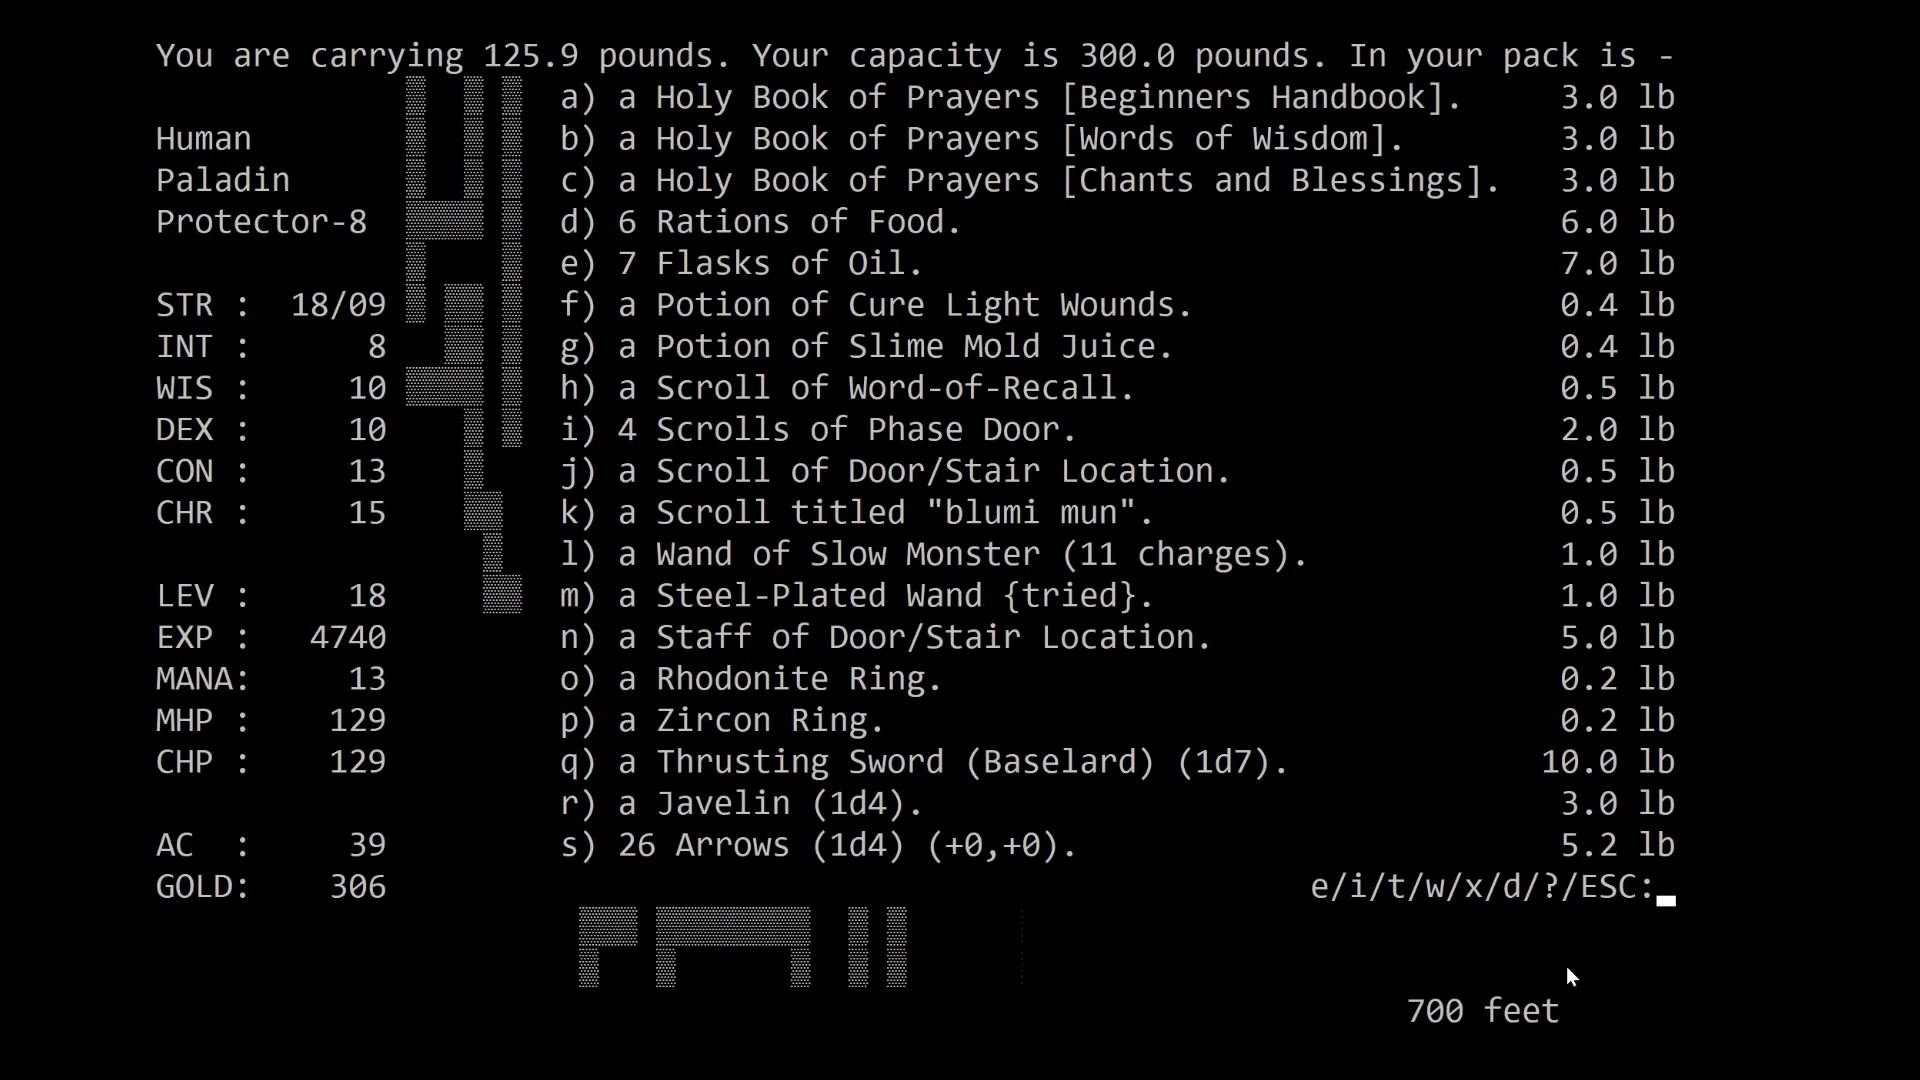 You are carrying 125.9 pounds. Your capacity is 300.0 pounds. In your pack is -
a) a Holy Book of Prayers [Beginners Handbook]. 3.0 lb
Human b) a Holy Book of Prayers [Words of Wisdom]. 3.0 lb
Paladin c) a Holy Book of Prayers [Chants and Blessings]. 3.0 lb
Protector-8 d) 6 Rations of Food. 6.0 lb
e) 7 Flasks of Oil. 7.0 lb
STR : 18/09 f) a Potion of Cure Light Wounds. 0.4 lb
INT : 8 g) a Potion of Slime Mold Juice. 0.4 lb
WIS : 10 h) a Scroll of Word-of-Recall. 0.5 lb
DEX : 10 i) 4 Scrolls of Phase Door. 2.0 lb
CON : 13 j) a Scroll of Door/Stair Location. 0.5 lb
CHR : 15 k) a Scroll titled "blumi mun". 0.5 lb
l) a Wand of Slow Monster (11 charges). 1.0 lb
LEV : 18 m) a Steel-Plated Wand {tried}. 1.0 lb
EXP : 4740 n) a Staff of Door/Stair Location. 5.0 lb
MANA: 13 o) a Rhodonite Ring. 0.2 lb
MHP : 129 p) a Zircon Ring. 0.2 lb
CHP : 129 q) a Thrusting Sword (Baselard) (1d7). 10.0 lb
r) a Javelin (1d4). 3.0 lb
AC : 39 s) 26 Arrows (1d4) (+0,+0). 5.2 lb
GOLD: 306 e/i/t/w/x/d/?/ESC:
700 feet